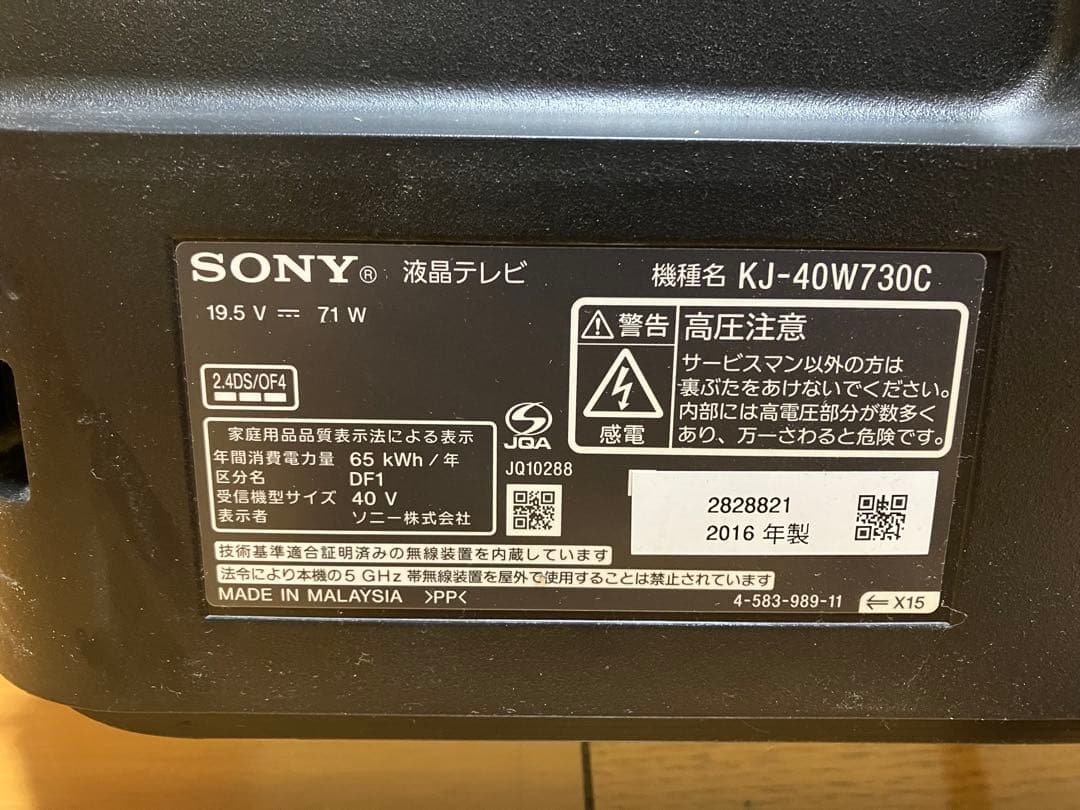 SONY® 液晶テレビ
機種名 KJ-40W730C
19.5 V ⎓ 71 W
2.4DS/OF4
警告
高圧注意
サービスマン以外の方は
裏ぶたをあけないでください。
内部には高電圧部分が数多く
あり、万一さわると危険です。
感電
家庭用品品質表示法による表示
年間消費電力量 65 kWh/年
区分名 DF1
受信機型サイズ 40 V
表示者 ソニー株式会社
JQA
JQ10288
2828821
2016 年製
技術基準適合証明済みの無線装置を内蔵しています
法令により本機の5 GHz 帯無線装置を屋外で使用することは禁止されています
MADE IN MALAYSIA >PP<
4-583-989-11
⇐ X15